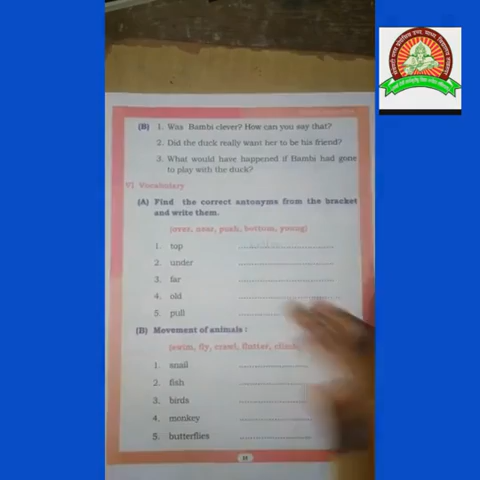 (B) 1. Was Bambi clever? How can you say that?
2. Did the duck really want her to be his friend?
3. What would have happened if Bambi had gone
to play with the duck?
VI Vocabulary
(A) Find the correct antonyms from the bracket
and write them.
(over, near, push, bottom, young)
1. top
2. under
3. far
4. old
5. pull
(B) Movement of animals :
(swim, fly, crawl, flutter, climb
1. snail
2. fish
3. birds
4. monkey
5. butterflies